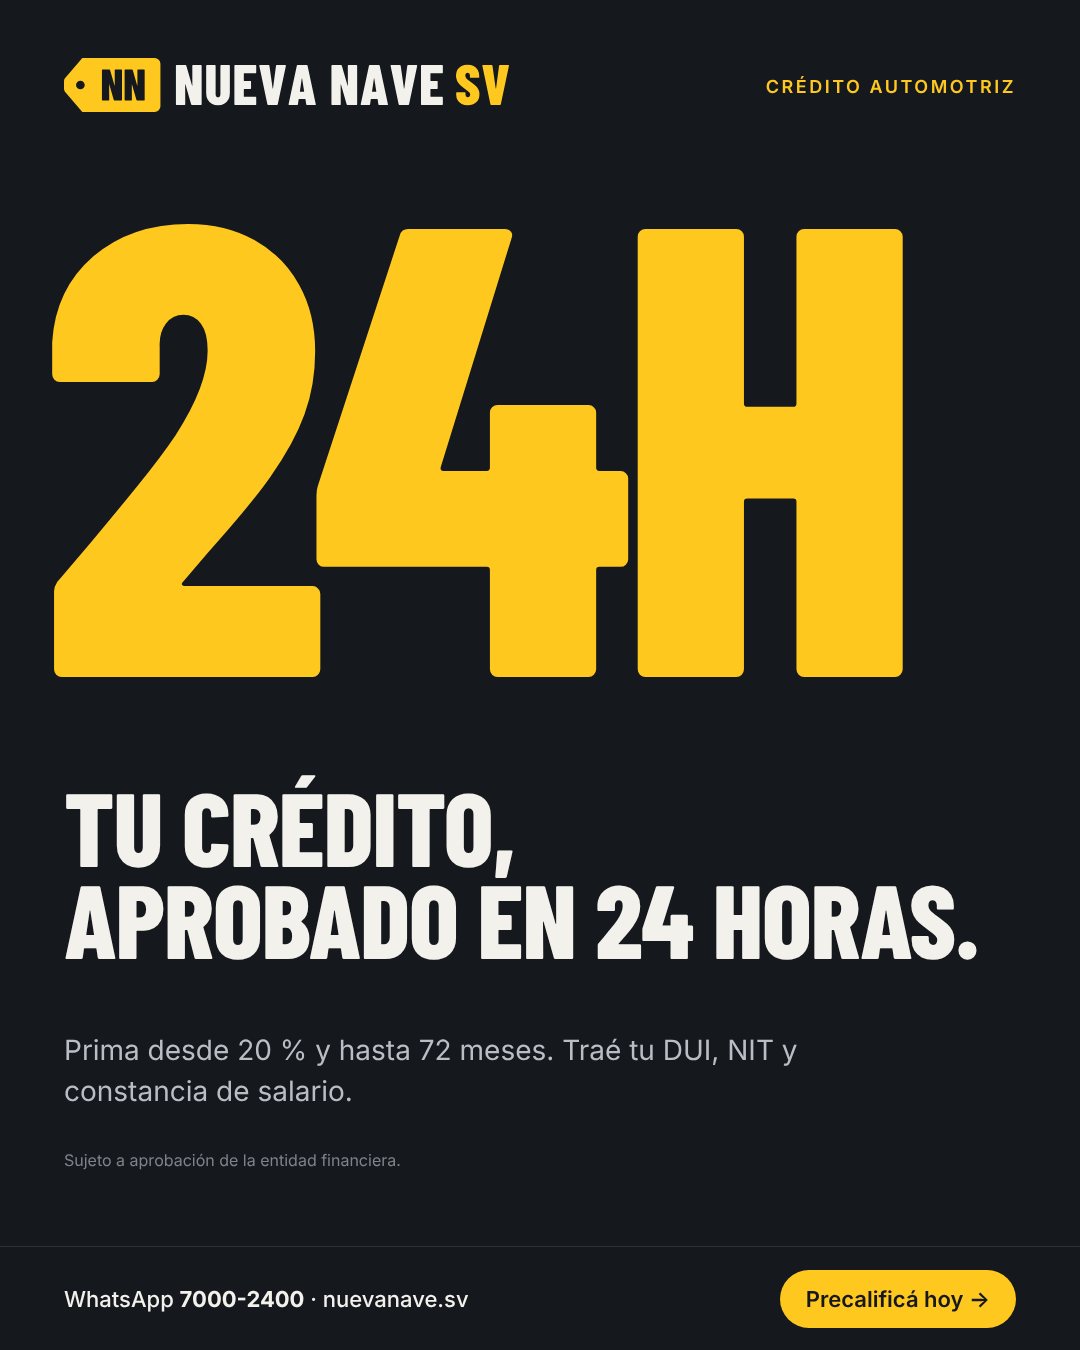 NN NUEVA NAVE SV
CRÉDITO AUTOMOTRIZ
24H
TU CRÉDITO,
APROBADO EN 24 HORAS.
Prima desde 20 % y hasta 72 meses. Traé tu DUI, NIT y
constancia de salario.
Sujeto a aprobación de la entidad financiera.
WhatsApp 7000-2400 · nuevanave.sv
Precalificá hoy →